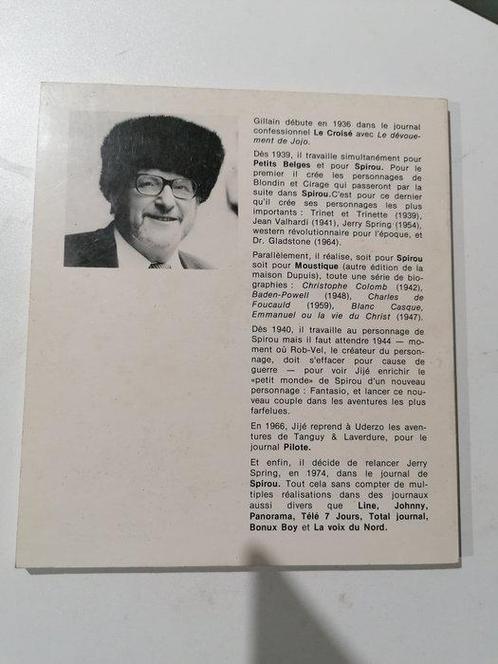 Gillain débute en 1936 dans le journal
confessionnel Le Croisé avec Le dévoue-
ment de Jojo.
Dès 1939, il travaille simultanément pour
Petits Belges et pour Spirou. Pour le
premier il crée les personnages de
Blondin et Cirage qui passeront par la
suite dans Spirou.C'est pour ce dernier
qu'il crée ses personnages les plus
importants : Trinet et Trinette (1939),
Jean Valhardi (1941), Jerry Spring (1954),
western révolutionnaire pour l'époque, et
Dr. Gladstone (1964).
Parallèlement, il réalise, soit pour Spirou
soit pour Moustique (autre édition de la
maison Dupuis), toute une série de bio-
graphies : Christophe Colomb (1942),
Baden-Powell (1948), Charles de
Foucauld (1959), Blanc Casque,
Emmanuel ou la vie du Christ (1947).
Dès 1940, il travaille au personnage de
Spirou mais il faut attendre 1944 — mo-
ment où Rob-Vel, le créateur du person-
nage, doit s'effacer pour cause de
guerre — pour voir Jijé enrichir le
«petit monde» de Spirou d'un nouveau
personnage : Fantasio, et lancer ce nou-
veau couple dans les aventures les plus
farfelues.
En 1966, Jijé reprend à Uderzo les aven-
tures de Tanguy & Laverdure, pour le
journal Pilote.
Et enfin, il décide de relancer Jerry
Spring, en 1974, dans le journal de
Spirou. Tout cela sans compter de mul-
tiples réalisations dans des journaux
aussi divers que Line, Johnny,
Panorama, Télé 7 Jours, Total journal,
Bonux Boy et La voix du Nord.